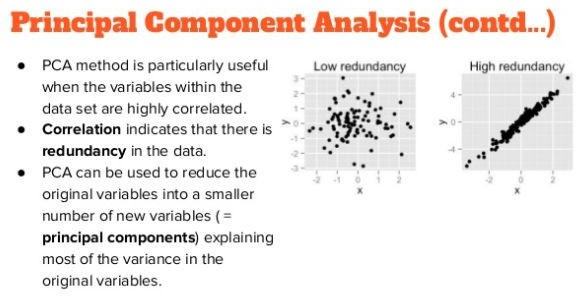 Principal Component Analysis (contd...)
● PCA method is particularly useful
when the variables within the
data set are highly correlated.
● Correlation indicates that there is
redundancy in the data.
● PCA can be used to reduce the
original variables into a smaller
number of new variables ( =
principal components) explaining
most of the variance in the
original variables.
Low redundancy
3
2
1
0
-1
-2
-3
y
-2 -1 0 1 2
x
High redundancy
4
0
-4
y
-2 0 2
x